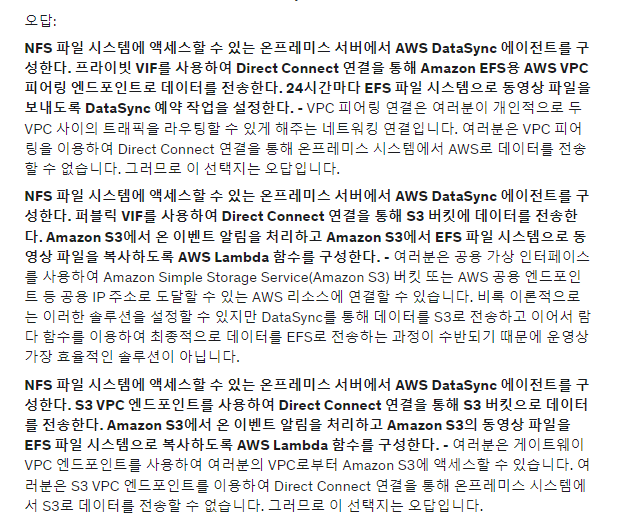 오답:
NFS 파일 시스템에 액세스할 수 있는 온프레미스 서버에서 AWS DataSync 에이전트를 구
성한다. 프라이빗 VIF를 사용하여 Direct Connect 연결을 통해 Amazon EFS용 AWS VPC
피어링 엔드포인트로 데이터를 전송한다. 24시간마다 EFS 파일 시스템으로 동영상 파일을
보내도록 DataSync 예약 작업을 설정한다. - VPC 피어링 연결은 여러분이 개인적으로 두
VPC 사이의 트래픽을 라우팅할 수 있게 해주는 네트워킹 연결입니다. 여러분은 VPC 피어
링을 이용하여 Direct Connect 연결을 통해 온프레미스 시스템에서 AWS로 데이터를 전송
할 수 없습니다. 그러므로 이 선택지는 오답입니다.
NFS 파일 시스템에 액세스할 수 있는 온프레미스 서버에서 AWS DataSync 에이전트를 구
성한다. 퍼블릭 VIF를 사용하여 Direct Connect 연결을 통해 S3 버킷에 데이터를 전송한
다. Amazon S3에서 온 이벤트 알림을 처리하고 Amazon S3에서 EFS 파일 시스템으로 동
영상 파일을 복사하도록 AWS Lambda 함수를 구성한다. - 여러분은 공용 가상 인터페이스
를 사용하여 Amazon Simple Storage Service(Amazon S3) 버킷 또는 AWS 공용 엔드포인
트 등 공용 IP 주소로 도달할 수 있는 AWS 리소스에 연결할 수 있습니다. 비록 이론적으로
는 이러한 솔루션을 설정할 수 있지만 DataSync를 통해 데이터를 S3로 전송하고 이어서 람
다 함수를 이용하여 최종적으로 데이터를 EFS로 전송하는 과정이 수반되기 때문에 운영상
가장 효율적인 솔루션이 아닙니다.
NFS 파일 시스템에 액세스할 수 있는 온프레미스 서버에서 AWS DataSync 에이전트를 구
성한다. S3 VPC 엔드포인트를 사용하여 Direct Connect 연결을 통해 S3 버킷으로 데이터
를 전송한다. Amazon S3에서 온 이벤트 알림을 처리하고 Amazon S3의 동영상 파일을
EFS 파일 시스템으로 복사하도록 AWS Lambda 함수를 구성한다. - 여러분은 게이트웨이
VPC 엔드포인트를 사용하여 여러분의 VPC로부터 Amazon S3에 액세스할 수 있습니다. 여
러분은 S3 VPC 엔드포인트를 이용하여 Direct Connect 연결을 통해 온프레미스 시스템에
서 S3로 데이터를 전송할 수 없습니다. 그러므로 이 선택지는 오답입니다.